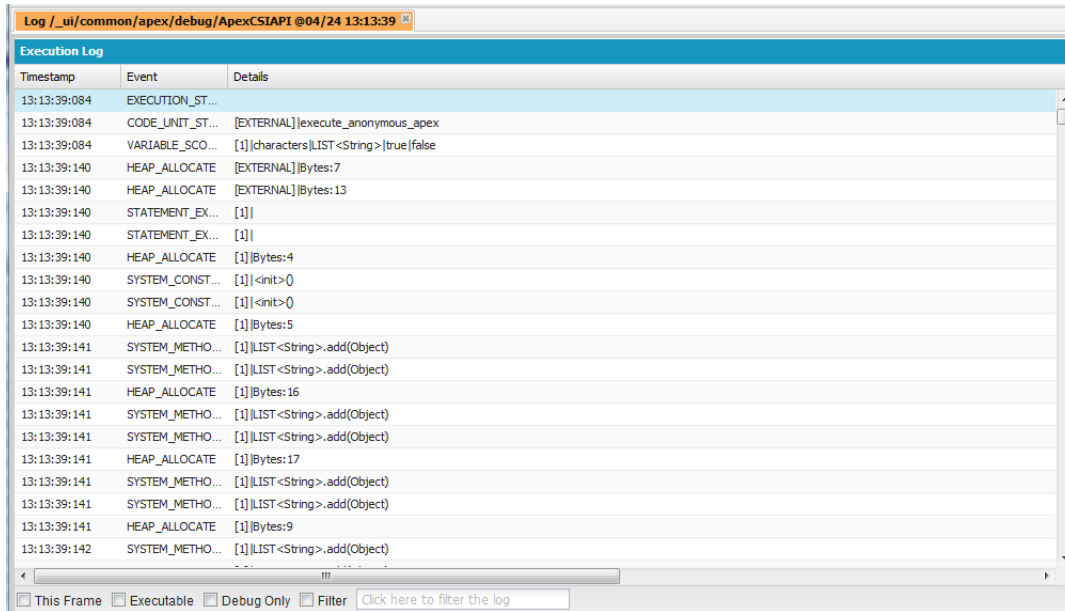 Log /_ui/common/apex/debug/ApexCSIAPI @04/24 13:13:39
Execution Log
Timestamp Event Details
13:13:39:084 EXECUTION_ST...
13:13:39:084 CODE_UNIT_ST... [EXTERNAL]|execute_anonymous_apex
13:13:39:084 VARIABLE_SCO... [1]|characters|LIST<String>|true|false
13:13:39:140 HEAP_ALLOCATE [EXTERNAL]|Bytes:7
13:13:39:140 HEAP_ALLOCATE [EXTERNAL]|Bytes:13
13:13:39:140 STATEMENT_EX... [1]|
13:13:39:140 STATEMENT_EX... [1]|
13:13:39:140 HEAP_ALLOCATE [1]|Bytes:4
13:13:39:140 SYSTEM_CONST... [1]|<init>()
13:13:39:140 SYSTEM_CONST... [1]|<init>()
13:13:39:140 HEAP_ALLOCATE [1]|Bytes:5
13:13:39:141 SYSTEM_METHO... [1]|LIST<String>.add(Object)
13:13:39:141 SYSTEM_METHO... [1]|LIST<String>.add(Object)
13:13:39:141 HEAP_ALLOCATE [1]|Bytes:16
13:13:39:141 SYSTEM_METHO... [1]|LIST<String>.add(Object)
13:13:39:141 SYSTEM_METHO... [1]|LIST<String>.add(Object)
13:13:39:141 HEAP_ALLOCATE [1]|Bytes:17
13:13:39:141 SYSTEM_METHO... [1]|LIST<String>.add(Object)
13:13:39:141 SYSTEM_METHO... [1]|LIST<String>.add(Object)
13:13:39:141 HEAP_ALLOCATE [1]|Bytes:9
13:13:39:142 SYSTEM_METHO... [1]|LIST<String>.add(Object)
This Frame Executable Debug Only Filter Click here to filter the log